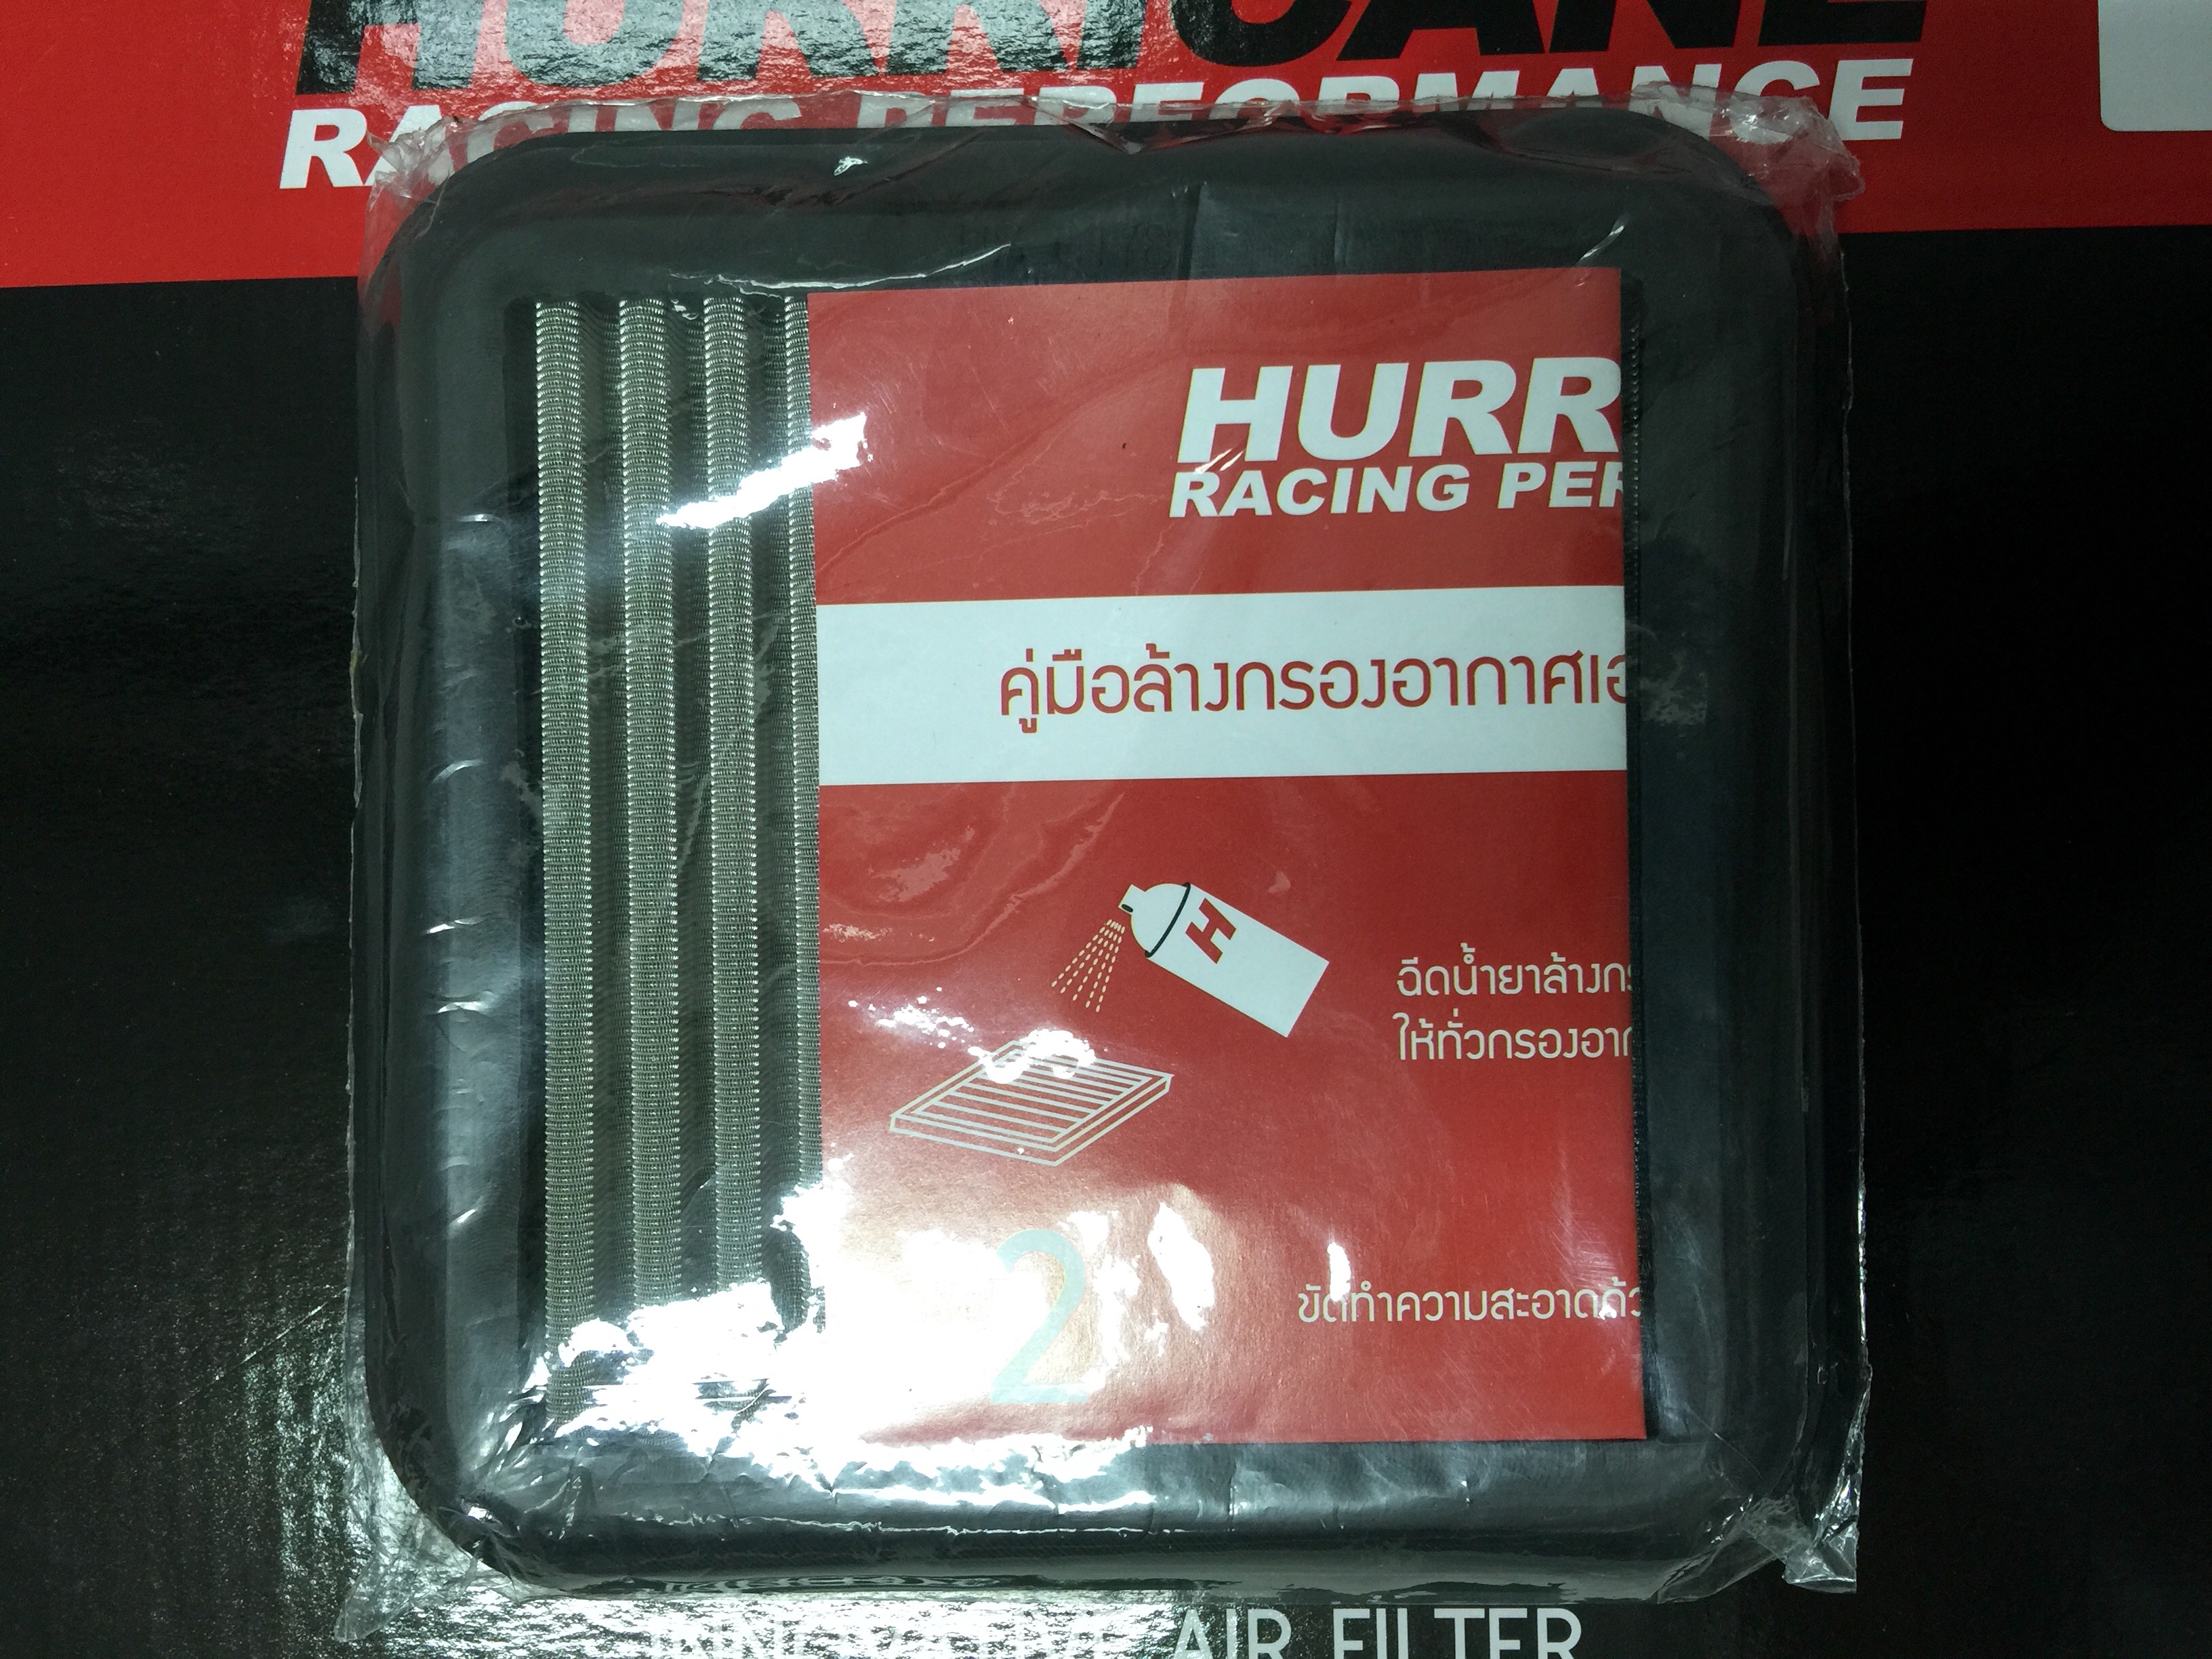 HURRICANE
RACING PERFORMANCE
HURR
RACING PER
คู่มือล้างกรองอากาศเอ
H
ฉีดน้ำยาล้างกร
ให้ทั่วกรองอาก
2
ขัดทำความสะอาดด้ว
INNOVATIVE AIR FILTER